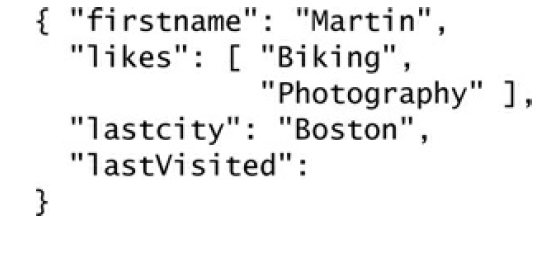 { "firstname": "Martin",
"likes": [ "Biking",
"Photography" ],
"lastcity": "Boston",
"lastVisited":
}